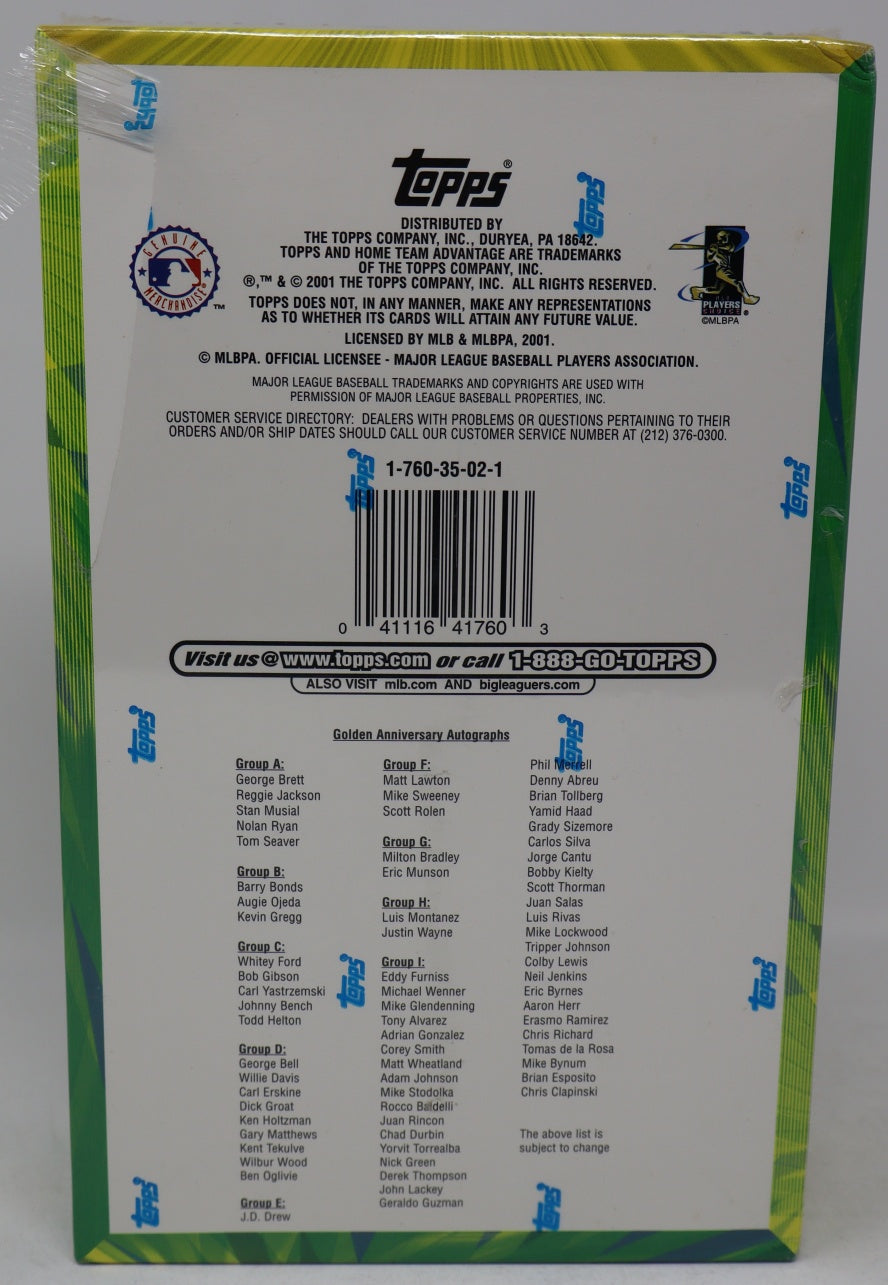 Topps®
DISTRIBUTED BY
THE TOPPS COMPANY, INC., DURYEA, PA 18642.
TOPPS AND HOME TEAM ADVANTAGE ARE TRADEMARKS
OF THE TOPPS COMPANY, INC.
®,™ & © 2001 THE TOPPS COMPANY, INC. ALL RIGHTS RESERVED.
TOPPS DOES NOT, IN ANY MANNER, MAKE ANY REPRESENTATIONS
AS TO WHETHER ITS CARDS WILL ATTAIN ANY FUTURE VALUE.
LICENSED BY MLB & MLBPA, 2001.
© MLBPA. OFFICIAL LICENSEE - MAJOR LEAGUE BASEBALL PLAYERS ASSOCIATION.
GENUINE
MERCHANDISE®
™
PLAYERS
CHOICE®
©MLBPA
MAJOR LEAGUE BASEBALL TRADEMARKS AND COPYRIGHTS ARE USED WITH
PERMISSION OF MAJOR LEAGUE BASEBALL PROPERTIES, INC.
CUSTOMER SERVICE DIRECTORY: DEALERS WITH PROBLEMS OR QUESTIONS PERTAINING TO THEIR
ORDERS AND/OR SHIP DATES SHOULD CALL OUR CUSTOMER SERVICE NUMBER AT (212) 376-0300.
1-760-35-02-1
0 41116 41760 3
Visit us @ www.topps.com or call 1-888-GO-TOPPS
ALSO VISIT mlb.com AND bigleaguers.com
Golden Anniversary Autographs
Group A:
George Brett
Reggie Jackson
Stan Musial
Nolan Ryan
Tom Seaver
Group B:
Barry Bonds
Augie Ojeda
Kevin Gregg
Group C:
Whitey Ford
Bob Gibson
Carl Yastrzemski
Johnny Bench
Todd Helton
Group D:
George Bell
Willie Davis
Carl Erskine
Dick Groat
Ken Holtzman
Gary Matthews
Kent Tekulve
Wilbur Wood
Ben Oglivie
Group E:
J.D. Drew
Group F:
Matt Lawton
Mike Sweeney
Scott Rolen
Group G:
Milton Bradley
Eric Munson
Group H:
Luis Montanez
Justin Wayne
Group I:
Eddy Furniss
Michael Wenner
Mike Glendenning
Tony Alvarez
Adrian Gonzalez
Corey Smith
Matt Wheatland
Adam Johnson
Mike Stodolka
Rocco Baldelli
Juan Rincon
Chad Durbin
Yorvit Torrealba
Nick Green
Derek Thompson
John Lackey
Geraldo Guzman
Phil Merrell
Denny Abreu
Brian Tollberg
Yamid Haad
Grady Sizemore
Carlos Silva
Jorge Cantu
Bobby Kielty
Scott Thorman
Juan Salas
Luis Rivas
Mike Lockwood
Tripper Johnson
Colby Lewis
Neil Jenkins
Eric Byrnes
Aaron Herr
Erasmo Ramirez
Chris Richard
Tomas de la Rosa
Mike Bynum
Brian Esposito
Chris Clapinski
The above list is
subject to change
Topps
Topps
Topps
Topps
Topps
Topps
Topps
Topps
Topps
Topps